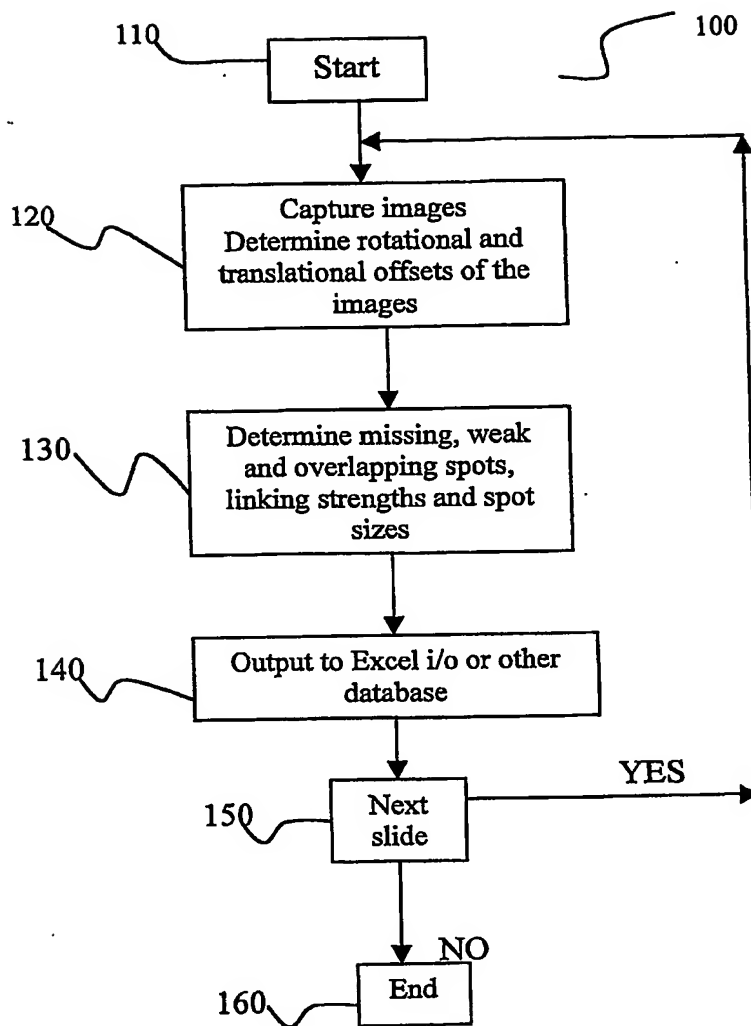 100
110
Start
120
Capture images
Determine rotational and
translational offsets of the
images
130
Determine missing, weak
and overlapping spots,
linking strengths and spot
sizes
140
Output to Excel i/o or other
database
YES
150
Next
slide
NO
160
End